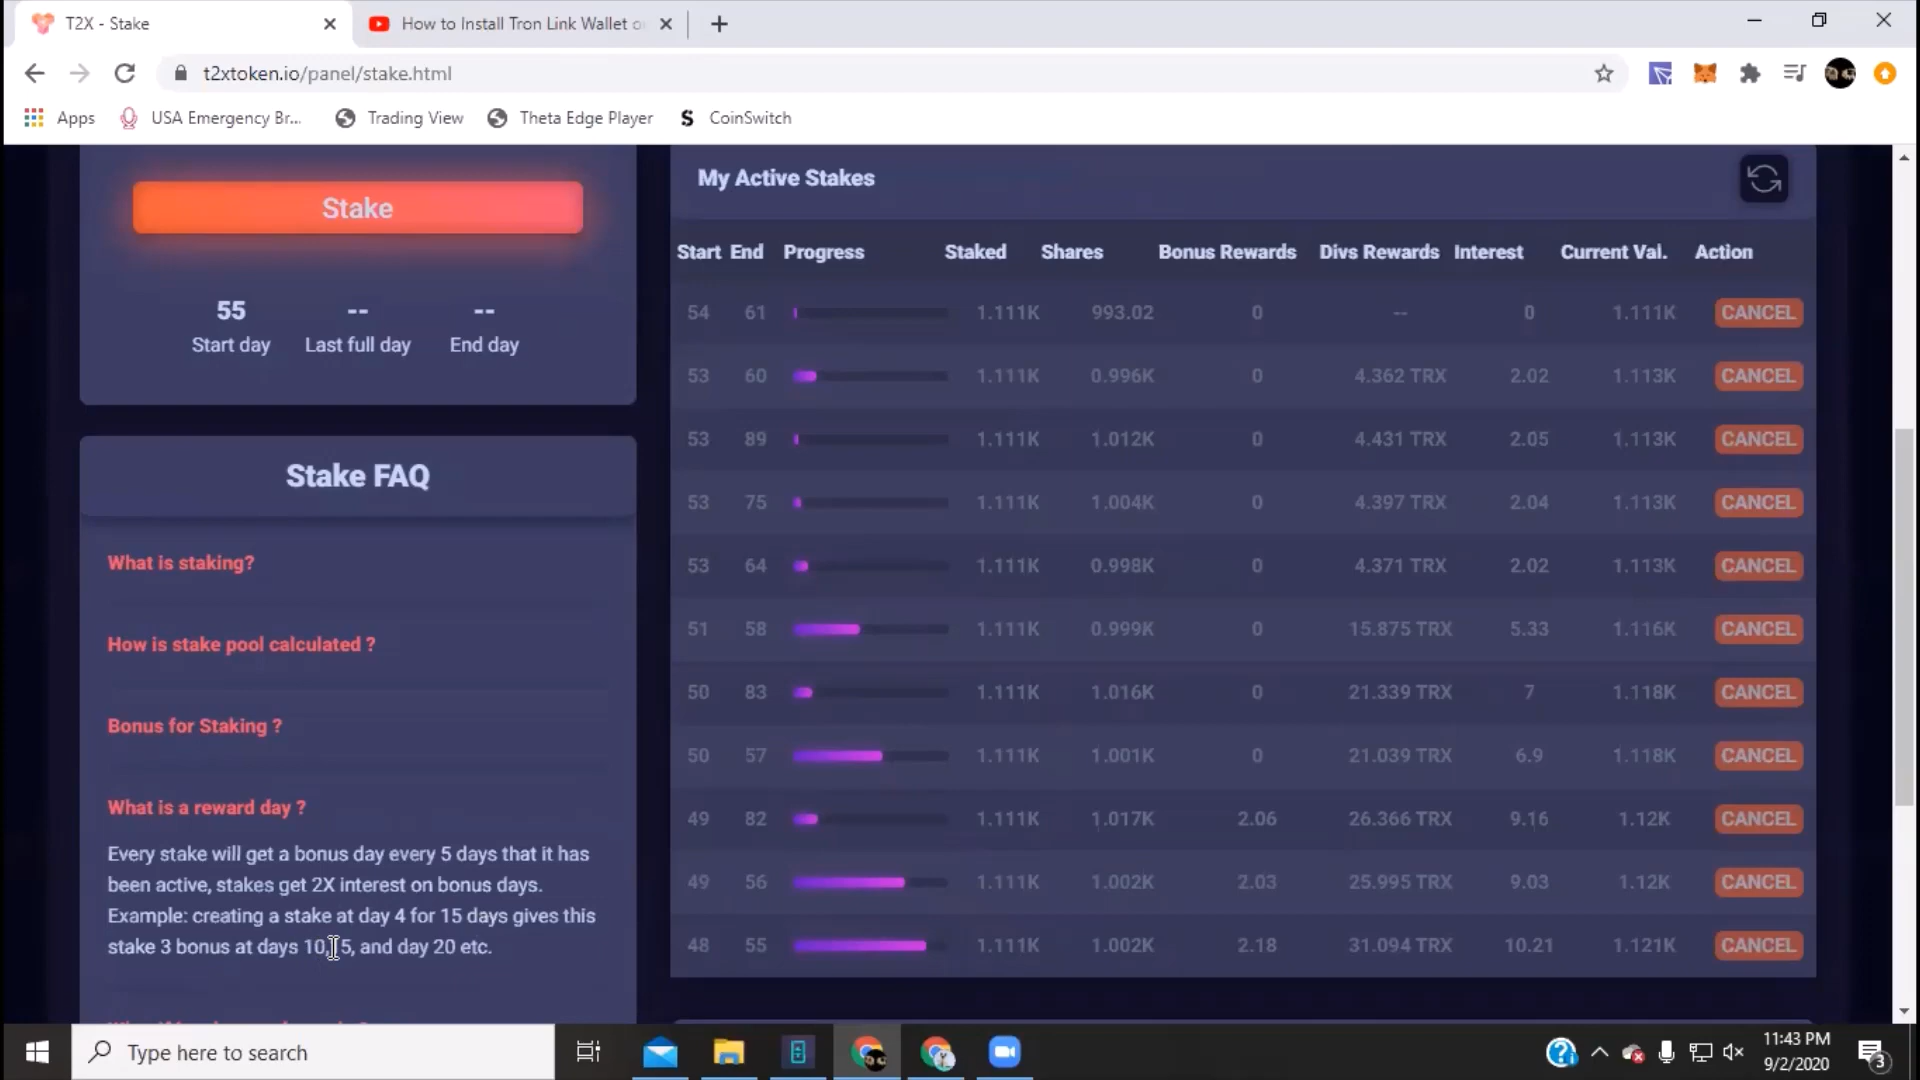 T2X - Stake
How to Install Tron Link Wallet o
t2xtoken.io/panel/stake.html
Apps
USA Emergency Br...
Trading View
Theta Edge Player
CoinSwitch
Stake
55 -- --
Start day Last full day End day
Stake FAQ
What is staking?
How is stake pool calculated ?
Bonus for Staking ?
What is a reward day ?
Every stake will get a bonus day every 5 days that it has
been active, stakes get 2X interest on bonus days.
Example: creating a stake at day 4 for 15 days gives this
stake 3 bonus at days 10,15, and day 20 etc.
My Active Stakes
Start End Progress Staked Shares Bonus Rewards Divs Rewards Interest Current Val. Action
54 61 1.111K 993.02 0 -- 0 1.111K CANCEL
53 60 1.111K 0.996K 0 4.362 TRX 2.02 1.113K CANCEL
53 89 1.111K 1.012K 0 4.431 TRX 2.05 1.113K CANCEL
53 75 1.111K 1.004K 0 4.397 TRX 2.04 1.113K CANCEL
53 64 1.111K 0.998K 0 4.371 TRX 2.02 1.113K CANCEL
51 58 1.111K 0.999K 0 15.875 TRX 5.33 1.116K CANCEL
50 83 1.111K 1.016K 0 21.339 TRX 7 1.118K CANCEL
50 57 1.111K 1.001K 0 21.039 TRX 6.9 1.118K CANCEL
49 82 1.111K 1.017K 2.06 26.366 TRX 9.16 1.12K CANCEL
49 56 1.111K 1.002K 2.03 25.995 TRX 9.03 1.12K CANCEL
48 55 1.111K 1.002K 2.18 31.094 TRX 10.21 1.121K CANCEL
Type here to search
11:43 PM
9/2/2020
3